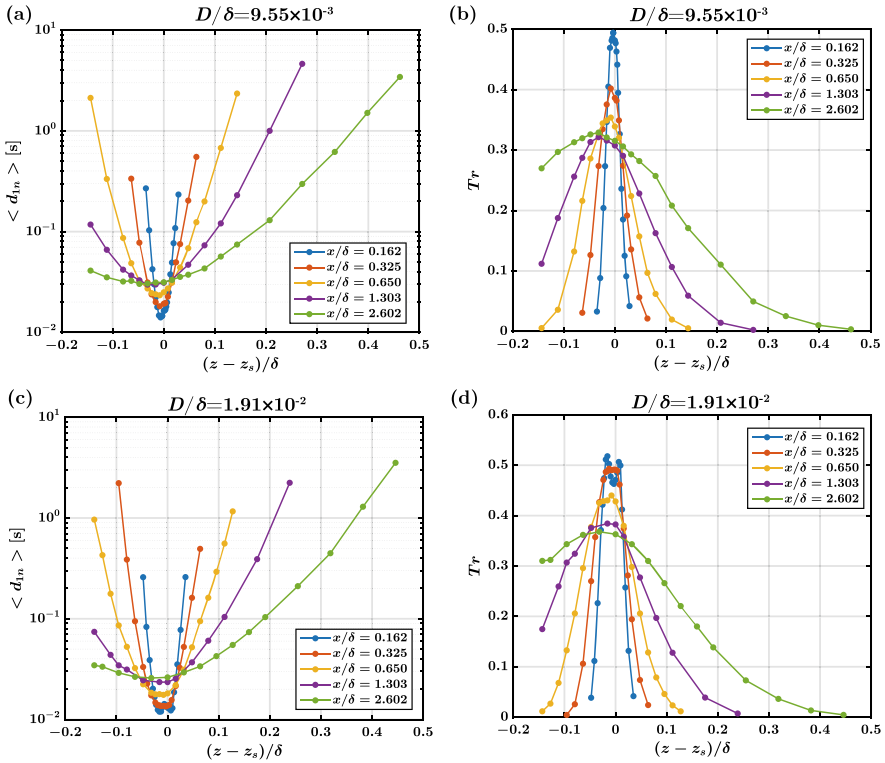 (a)
D/δ=9.55×10⁻³
10¹
10⁰
10⁻¹
10⁻²
< d₁ₙ > [s]
x/δ = 0.162
x/δ = 0.325
x/δ = 0.650
x/δ = 1.303
x/δ = 2.602
−0.2 −0.1 0 0.1 0.2 0.3 0.4 0.5
(z − zₛ)/δ
(b)
D/δ=9.55×10⁻³
0.5
0.4
0.3
0.2
0.1
0
Tr
x/δ = 0.162
x/δ = 0.325
x/δ = 0.650
x/δ = 1.303
x/δ = 2.602
−0.2 −0.1 0 0.1 0.2 0.3 0.4 0.5
(z − zₛ)/δ
(c)
D/δ=1.91×10⁻²
10¹
10⁰
10⁻¹
10⁻²
< d₁ₙ > [s]
x/δ = 0.162
x/δ = 0.325
x/δ = 0.650
x/δ = 1.303
x/δ = 2.602
−0.2 −0.1 0 0.1 0.2 0.3 0.4 0.5
(z − zₛ)/δ
(d)
D/δ=1.91×10⁻²
0.6
0.5
0.4
0.3
0.2
0.1
0
Tr
x/δ = 0.162
x/δ = 0.325
x/δ = 0.650
x/δ = 1.303
x/δ = 2.602
−0.2 −0.1 0 0.1 0.2 0.3 0.4 0.5
(z − zₛ)/δ